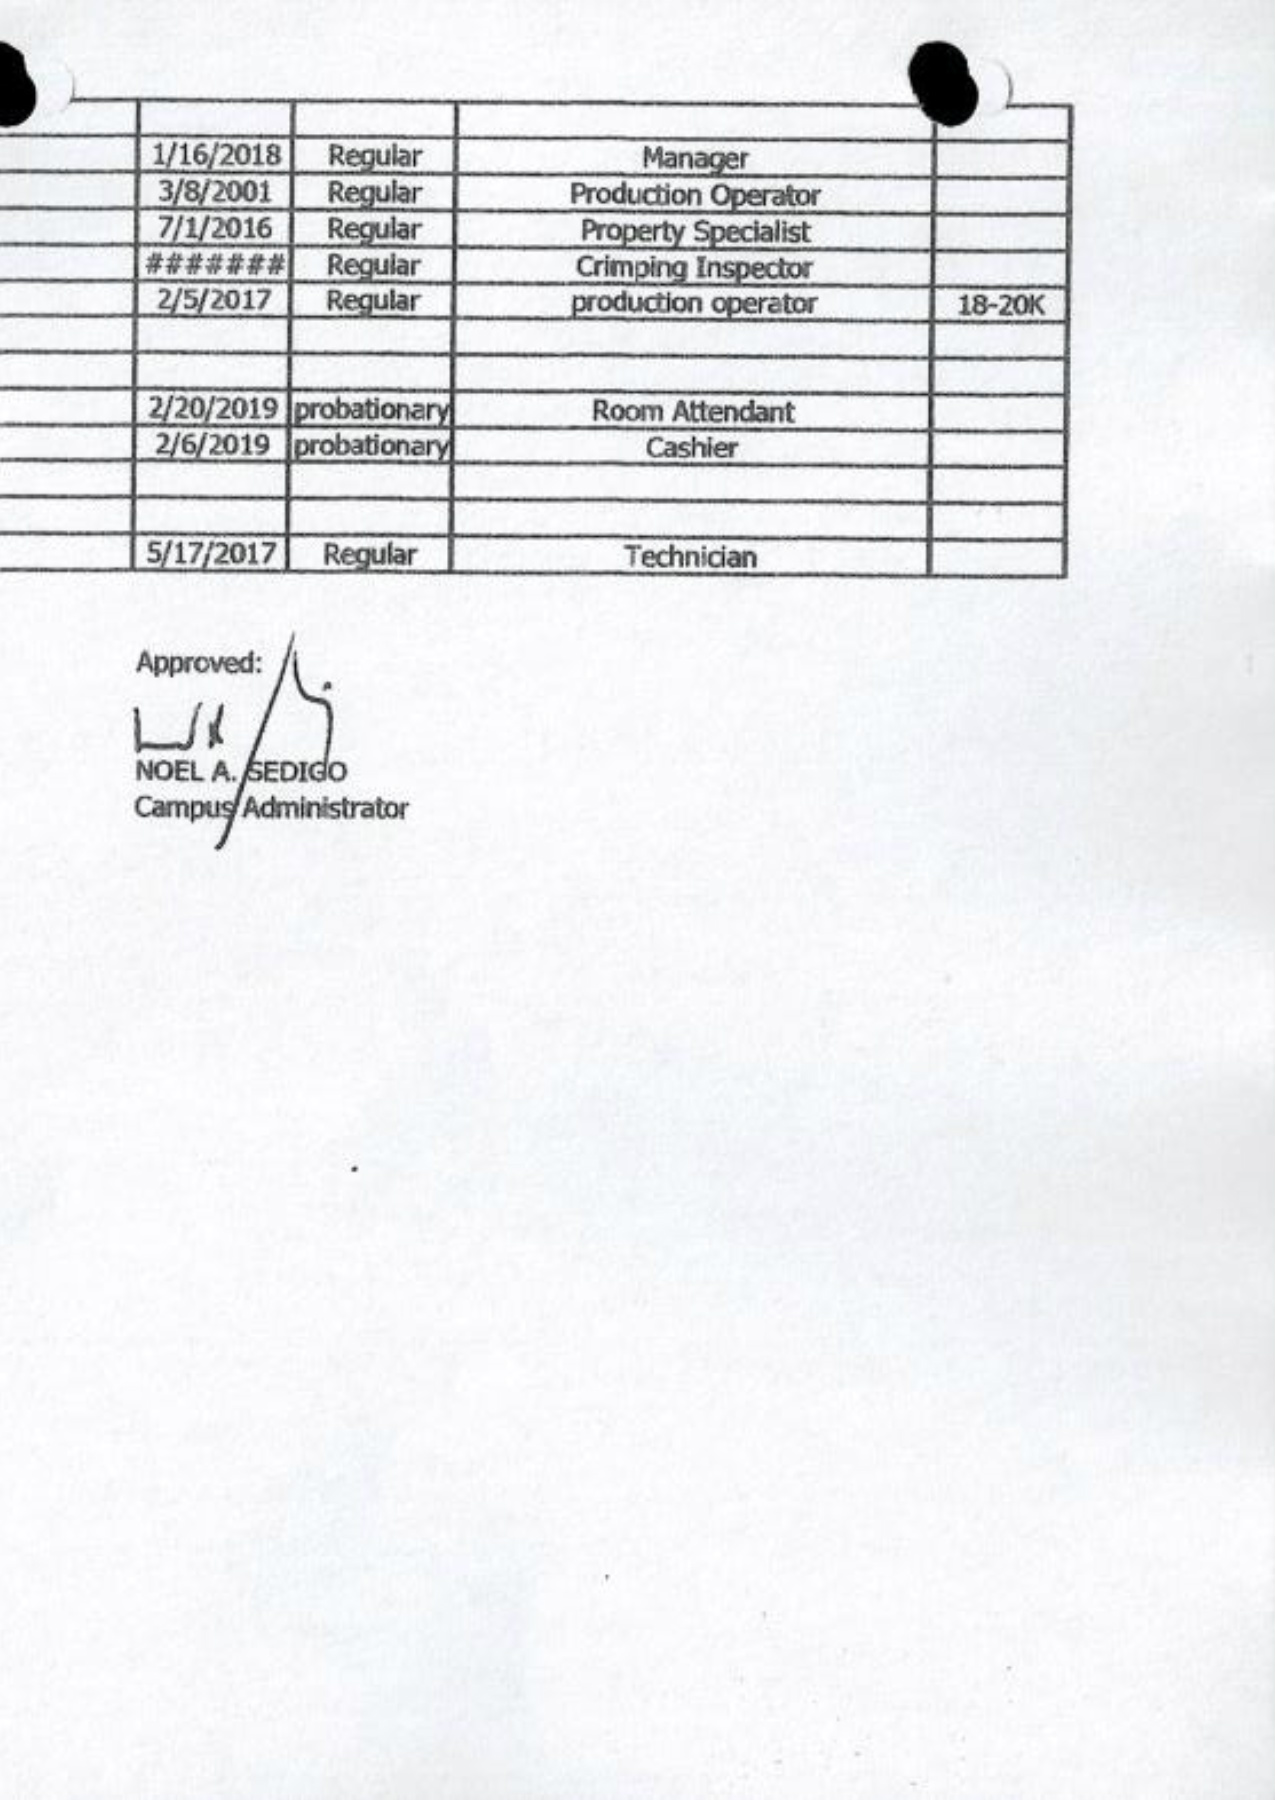 1/16/2018 Regular Manager
3/8/2001 Regular Production Operator
7/1/2016 Regular Property Specialist
####### Regular Crimping Inspector
2/5/2017 Regular production operator 18-20K
2/20/2019 probationary Room Attendant
2/6/2019 probationary Cashier
5/17/2017 Regular Technician
Approved:
NOEL A. SEDIGO
Campus Administrator